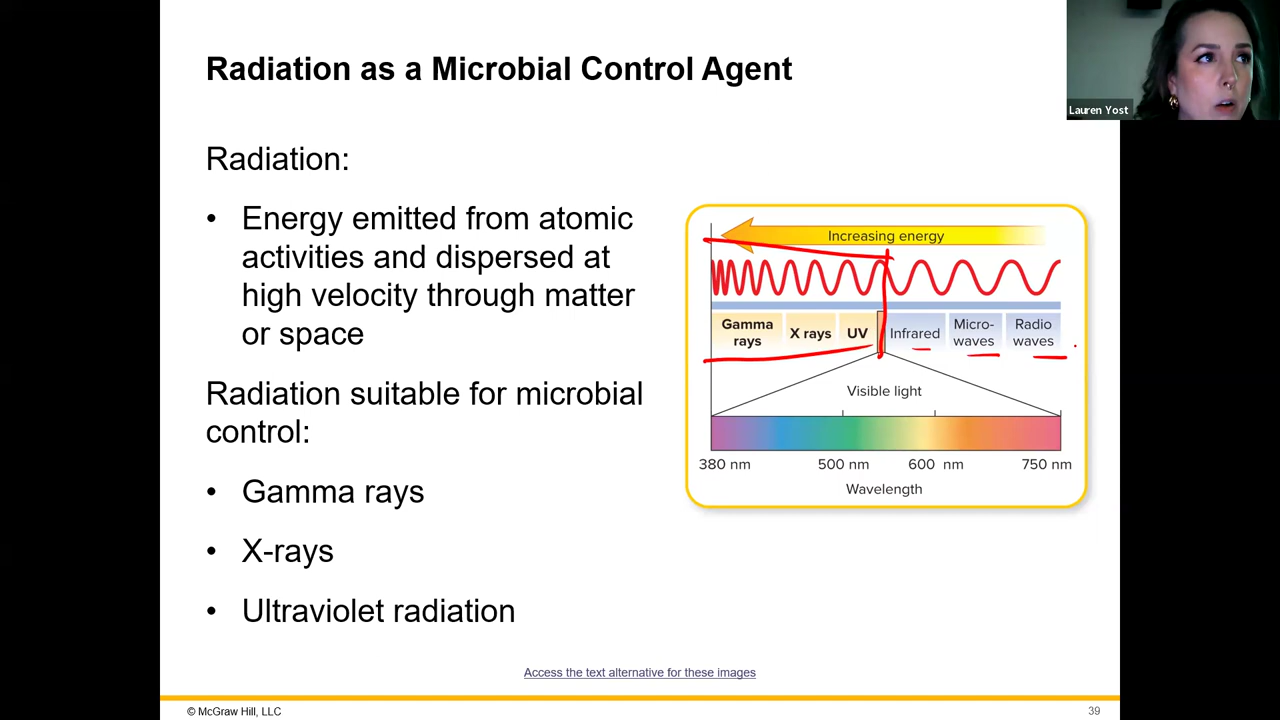 Radiation as a Microbial Control Agent
Lauren Yost
Radiation:
• Energy emitted from atomic
activities and dispersed at
high velocity through matter
or space
Radiation suitable for microbial
control:
• Gamma rays
• X-rays
• Ultraviolet radiation
Increasing energy
Gamma
rays
X rays
UV
Infrared
Micro-
waves
Radio
waves
Visible light
380 nm 500 nm 600 nm 750 nm
Wavelength
Access the text alternative for these images
© McGraw Hill, LLC
39